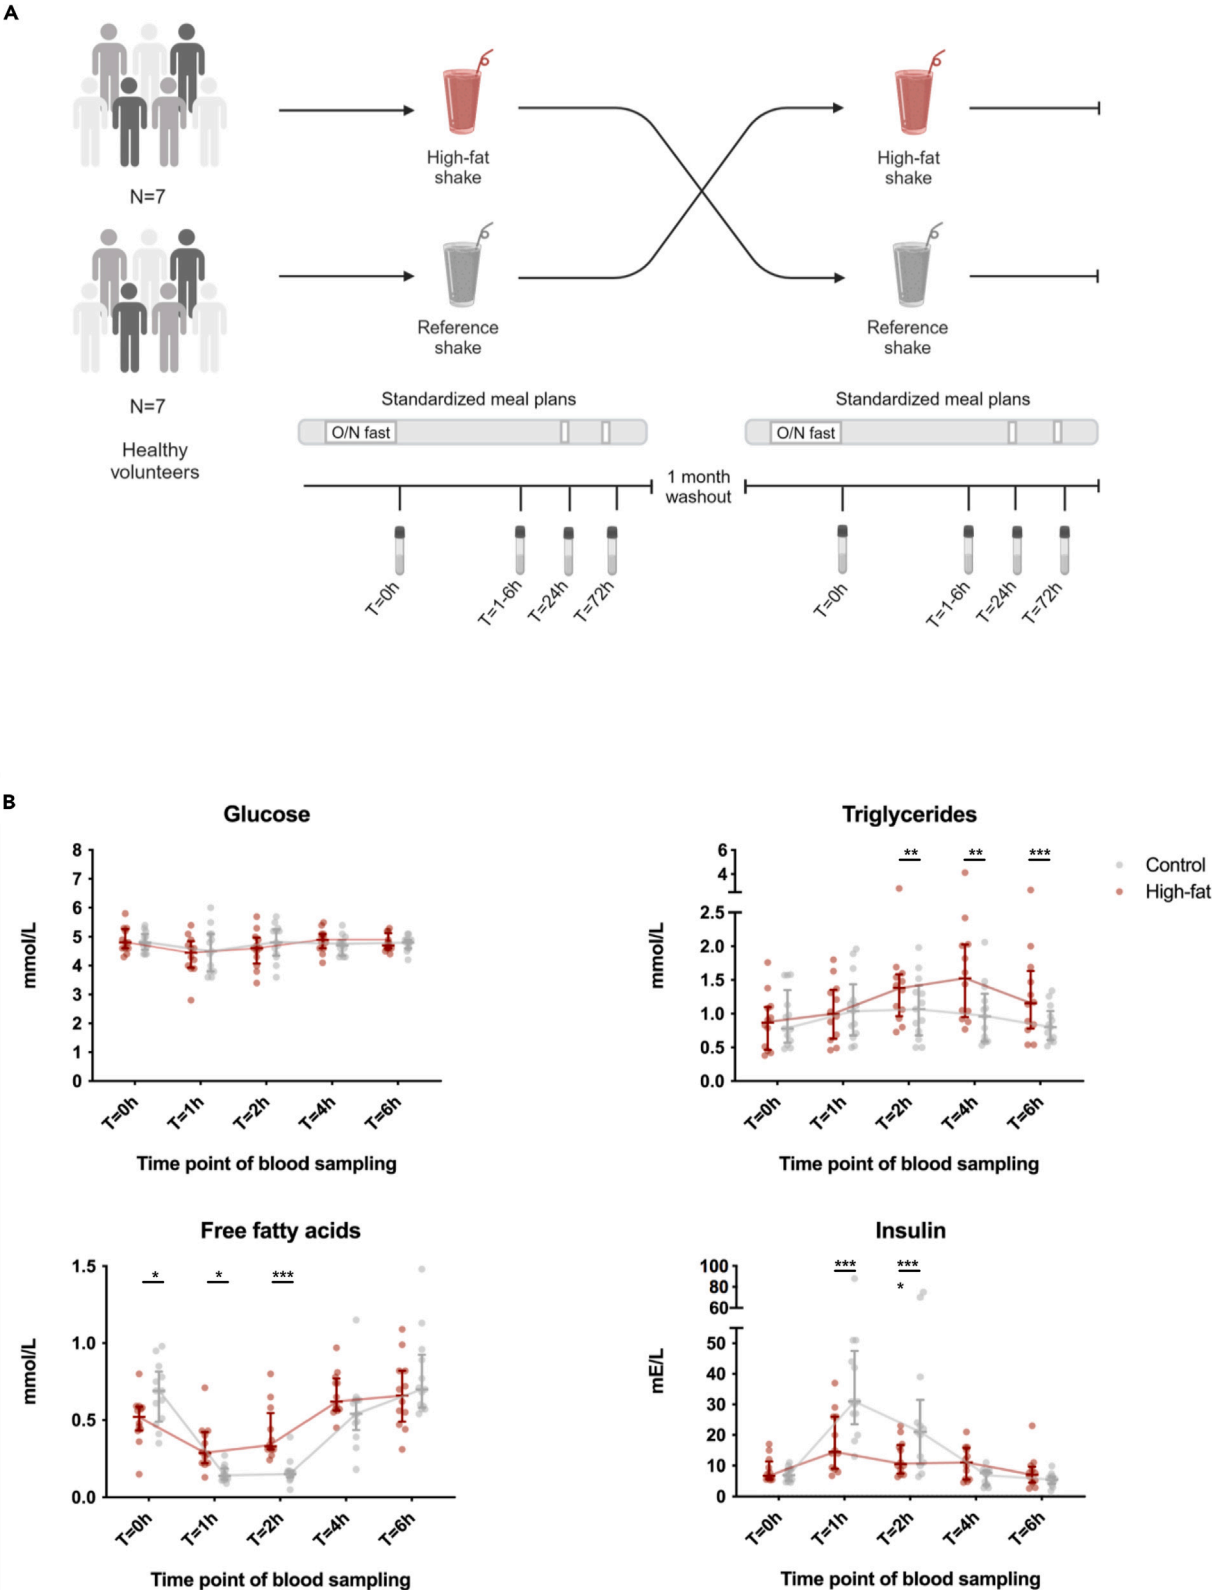 A
High-fat
shake
High-fat
shake
N=7
Reference
shake
Reference
shake
N=7
Healthy
volunteers
Standardized meal plans
Standardized meal plans
O/N fast
O/N fast
1 month
washout
T=0h
T=1-6h
T=24h
T=72h
T=0h
T=1-6h
T=24h
T=72h
B
Glucose
8
7
6
5
4
3
2
1
0
mmol/L
T=0h
T=1h
T=2h
T=4h
T=6h
Time point of blood sampling
Triglycerides
6
4
2.5
2.0
1.5
1.0
0.5
0.0
mmol/L
**
**
***
T=0h
T=1h
T=2h
T=4h
T=6h
Time point of blood sampling
Control
High-fat
Free fatty acids
1.5
1.0
0.5
0.0
mmol/L
*
*
***
T=0h
T=1h
T=2h
T=4h
T=6h
Time point of blood sampling
Insulin
100
80
60
50
40
30
20
10
0
mE/L
***
***
*
T=0h
T=1h
T=2h
T=4h
T=6h
Time point of blood sampling